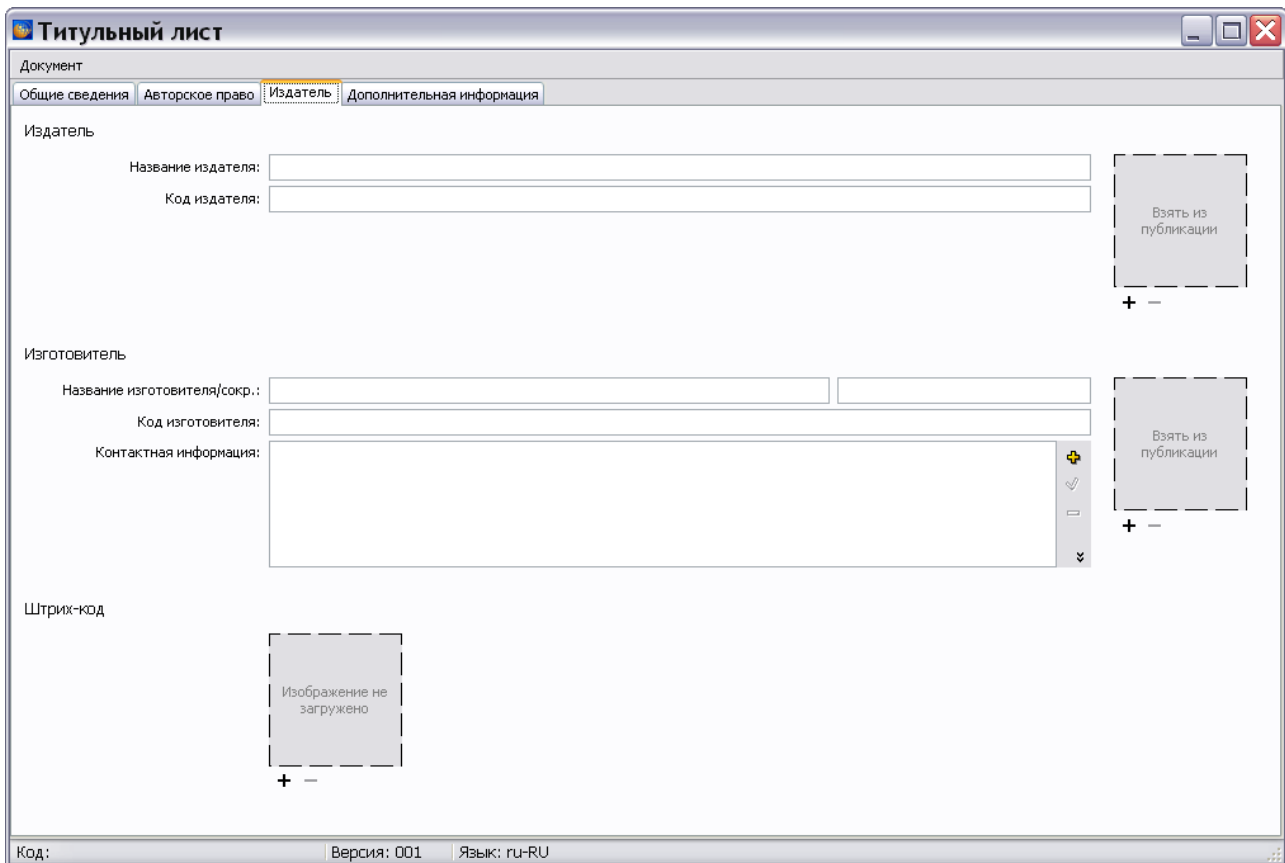 Титульный лист
Документ
Общие сведения Авторское право Издатель Дополнительная информация
Издатель
Название издателя:
Код издателя:
Взять из
публикации
Изготовитель
Название изготовителя/сокр.:
Код изготовителя:
Контактная информация:
Взять из
публикации
Штрих-код
Изображение не
загружено
Код: Версия: 001 Язык: ru-RU